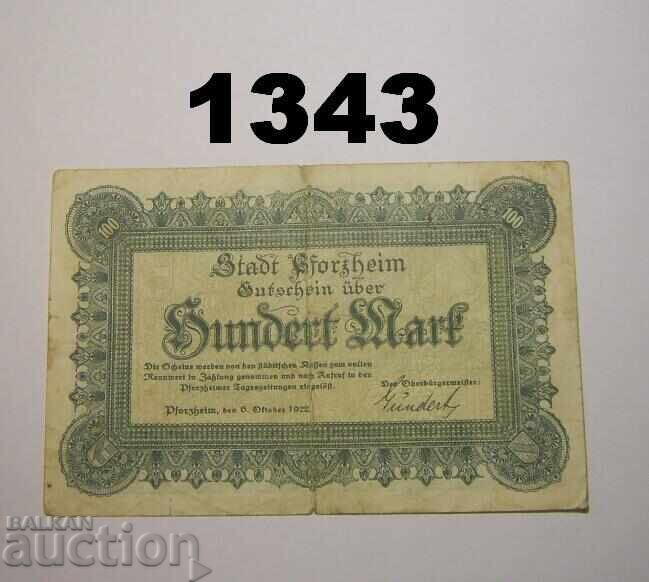 1343
100
100
Stadt Pforzheim
Gutschein über
Hundert Mark
Die Scheine werden von den städtischen Kassen zum vollen
Nennwert in Zahlung genommen und nach Aufruf in den
Pforzheimer Tageszeitungen eingelöst.
Der Oberbürgermeister:
Pforzheim, den 6. Oktober 1922.
Gündert
100
BALKAN
auction